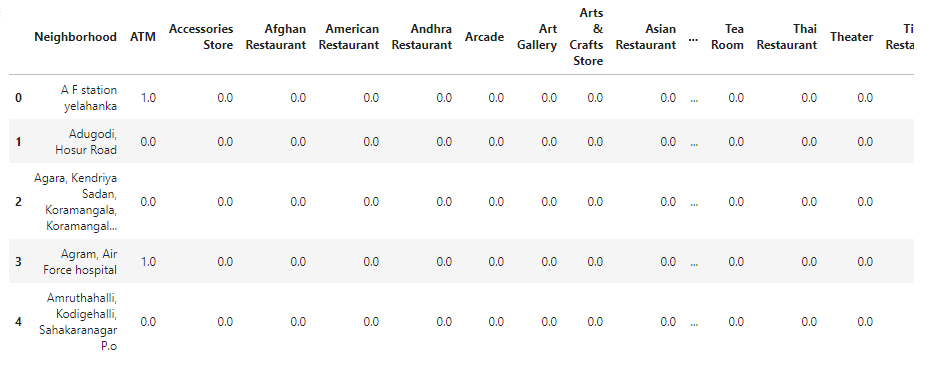 Neighborhood ATM Accessories Store Afghan Restaurant American Restaurant Andhra Restaurant Arcade Art Gallery Arts & Crafts Store Asian Restaurant ... Tea Room Thai Restaurant Theater Ti Resta
0 A F station yelahanka 1.0 0.0 0.0 0.0 0.0 0.0 0.0 0.0 0.0 ... 0.0 0.0 0.0
1 Adugodi, Hosur Road 0.0 0.0 0.0 0.0 0.0 0.0 0.0 0.0 0.0 ... 0.0 0.0 0.0
2 Agara, Kendriya Sadan, Koramangala, Koramangal... 0.0 0.0 0.0 0.0 0.0 0.0 0.0 0.0 0.0 ... 0.0 0.0 0.0
3 Agram, Air Force hospital 1.0 0.0 0.0 0.0 0.0 0.0 0.0 0.0 0.0 ... 0.0 0.0 0.0
4 Amruthahalli, Kodigehalli, Sahakaranagar P.o 0.0 0.0 0.0 0.0 0.0 0.0 0.0 0.0 0.0 ... 0.0 0.0 0.0